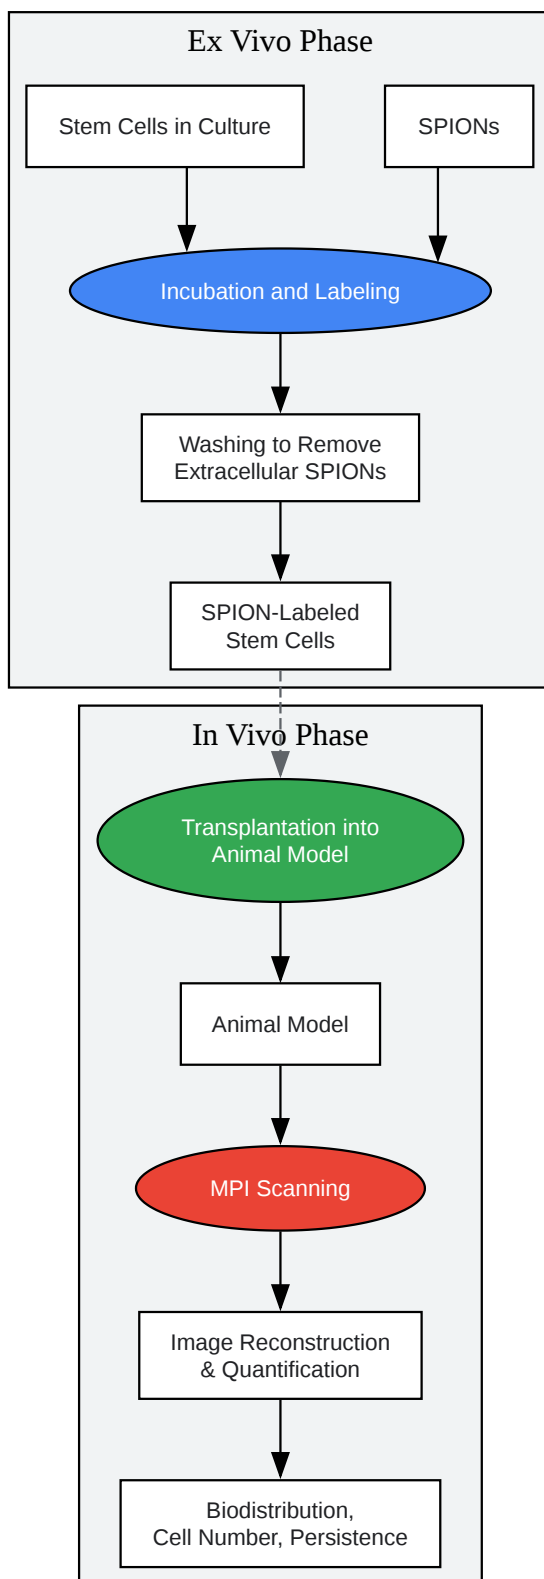 Ex Vivo Phase
Stem Cells in Culture
SPIONs
Incubation and Labeling
Washing to Remove
Extracellular SPIONs
SPION-Labeled
Stem Cells
In Vivo Phase
Transplantation into
Animal Model
Animal Model
MPI Scanning
Image Reconstruction
& Quantification
Biodistribution,
Cell Number, Persistence